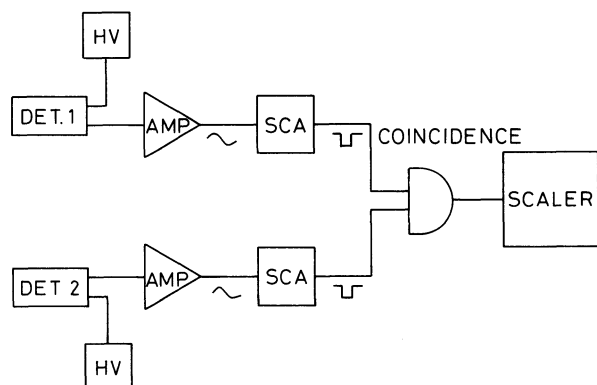 HV
DET.1
AMP
SCA
COINCIDENCE
SCALER
DET 2
AMP
SCA
HV